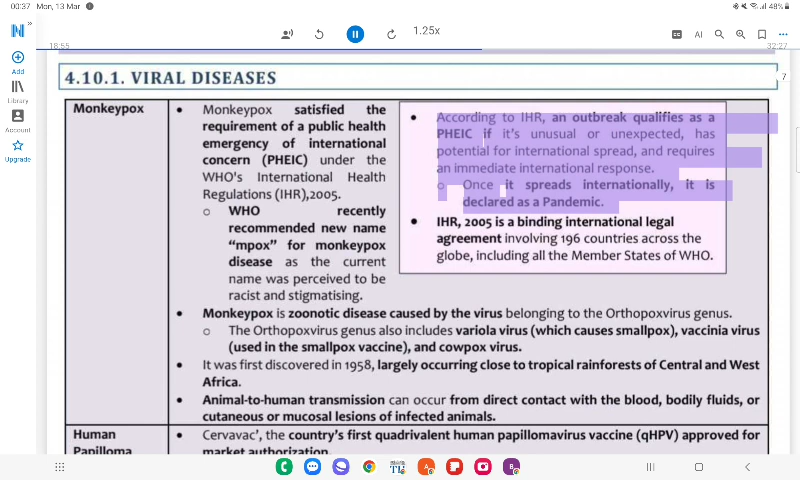 00:37 Mon, 13 Mar
48%
1.25x
CC
AI
18:55
32:27
Add
Library
Account
Upgrade
4.10.1. VIRAL DISEASES
7
Monkeypox
• Monkeypox satisfied the
requirement of a public health
emergency of international
concern (PHEIC) under the
WHO's International Health
Regulations (IHR),2005.
o WHO recently
recommended new name
“mpox” for monkeypox
disease as the current
name was perceived to be
racist and stigmatising.
• According to IHR, an outbreak qualifies as a
PHEIC if it’s unusual or unexpected, has
potential for international spread, and requires
an immediate international response.
o Once it spreads internationally, it is
declared as a Pandemic.
• IHR, 2005 is a binding international legal
agreement involving 196 countries across the
globe, including all the Member States of WHO.
• Monkeypox is zoonotic disease caused by the virus belonging to the Orthopoxvirus genus.
o The Orthopoxvirus genus also includes variola virus (which causes smallpox), vaccinia virus
(used in the smallpox vaccine), and cowpox virus.
• It was first discovered in 1958, largely occurring close to tropical rainforests of Central and West
Africa.
• Animal-to-human transmission can occur from direct contact with the blood, bodily fluids, or
cutaneous or mucosal lesions of infected animals.
Human
Papilloma
• Cervavac’, the country’s first quadrivalent human papillomavirus vaccine (qHPV) approved for
market authorization.